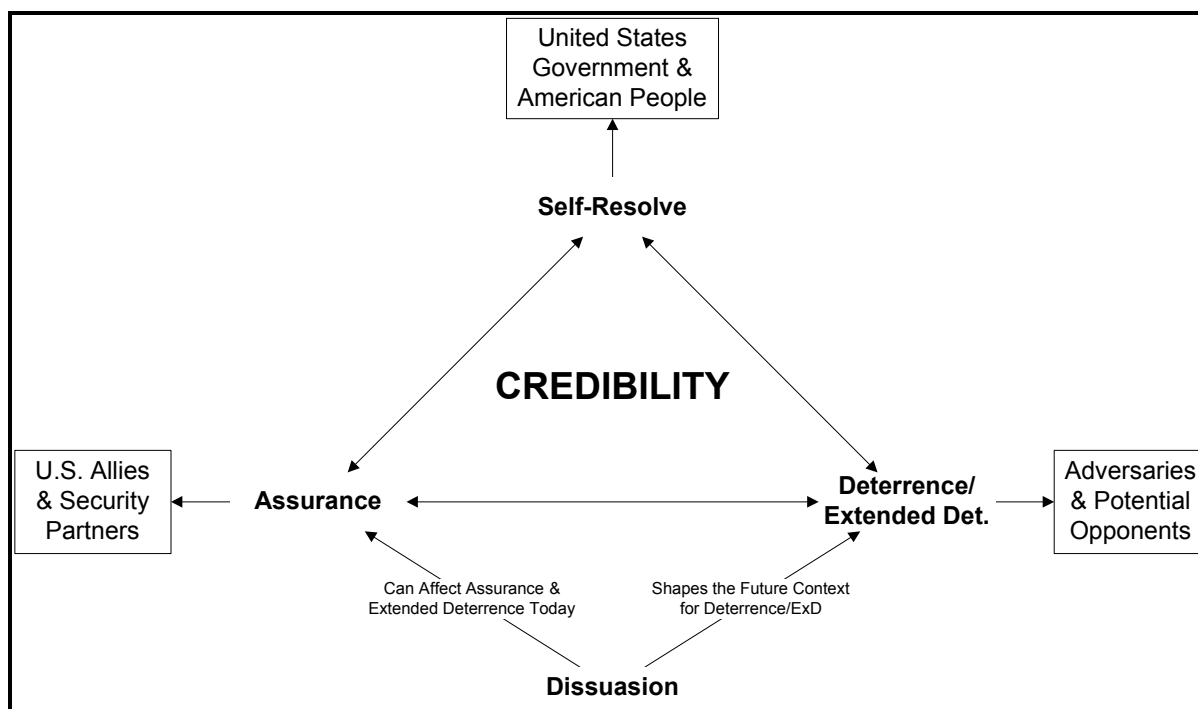 United States
Government &
American People
Self-Resolve
CREDIBILITY
U.S. Allies
& Security
Partners
Assurance
Deterrence/
Extended Det.
Adversaries
& Potential
Opponents
Can Affect Assurance &
Extended Deterrence Today
Shapes the Future Context
for Deterrence/ExD
Dissuasion